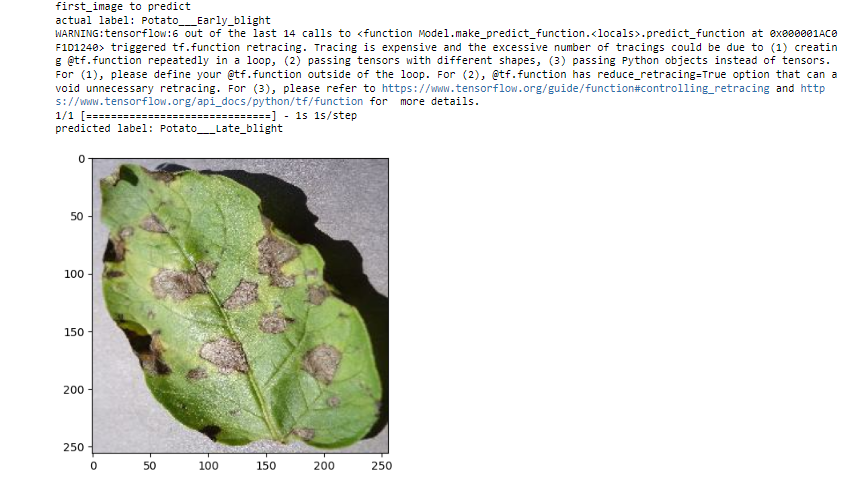 first_image to predict
actual label: Potato___Early_blight
WARNING:tensorflow:6 out of the last 14 calls to <function Model.make_predict_function.<locals>.predict_function at 0x000001AC0
F1D1240> triggered tf.function retracing. Tracing is expensive and the excessive number of tracings could be due to (1) creatin
g @tf.function repeatedly in a loop, (2) passing tensors with different shapes, (3) passing Python objects instead of tensors.
For (1), please define your @tf.function outside of the loop. For (2), @tf.function has reduce_retracing=True option that can a
void unnecessary retracing. For (3), please refer to https://www.tensorflow.org/guide/function#controlling_retracing and http
s://www.tensorflow.org/api_docs/python/tf/function for  more details.
1/1 [==============================] - 1s 1s/step
predicted label: Potato___Late_blight
0
50
100
150
200
250
0 50 100 150 200 250